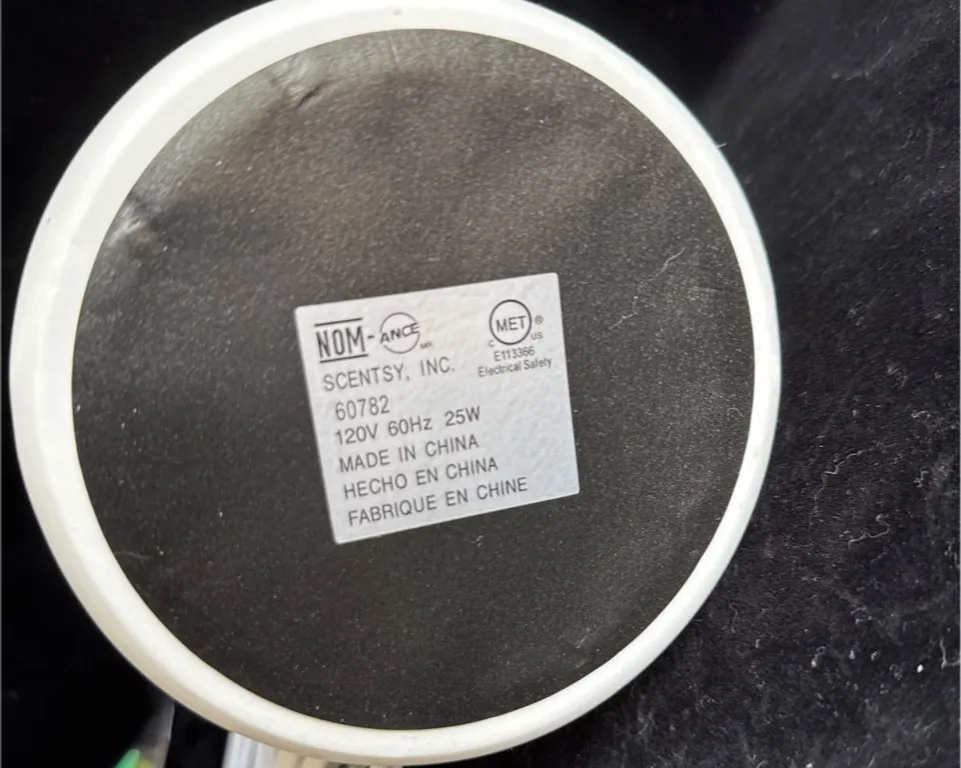 NOM-ANCE MR
SCENTSY, INC.
60782
120V 60Hz 25W
MADE IN CHINA
HECHO EN CHINA
FABRIQUE EN CHINE
C MET ® US
E113366
Electrical Safety